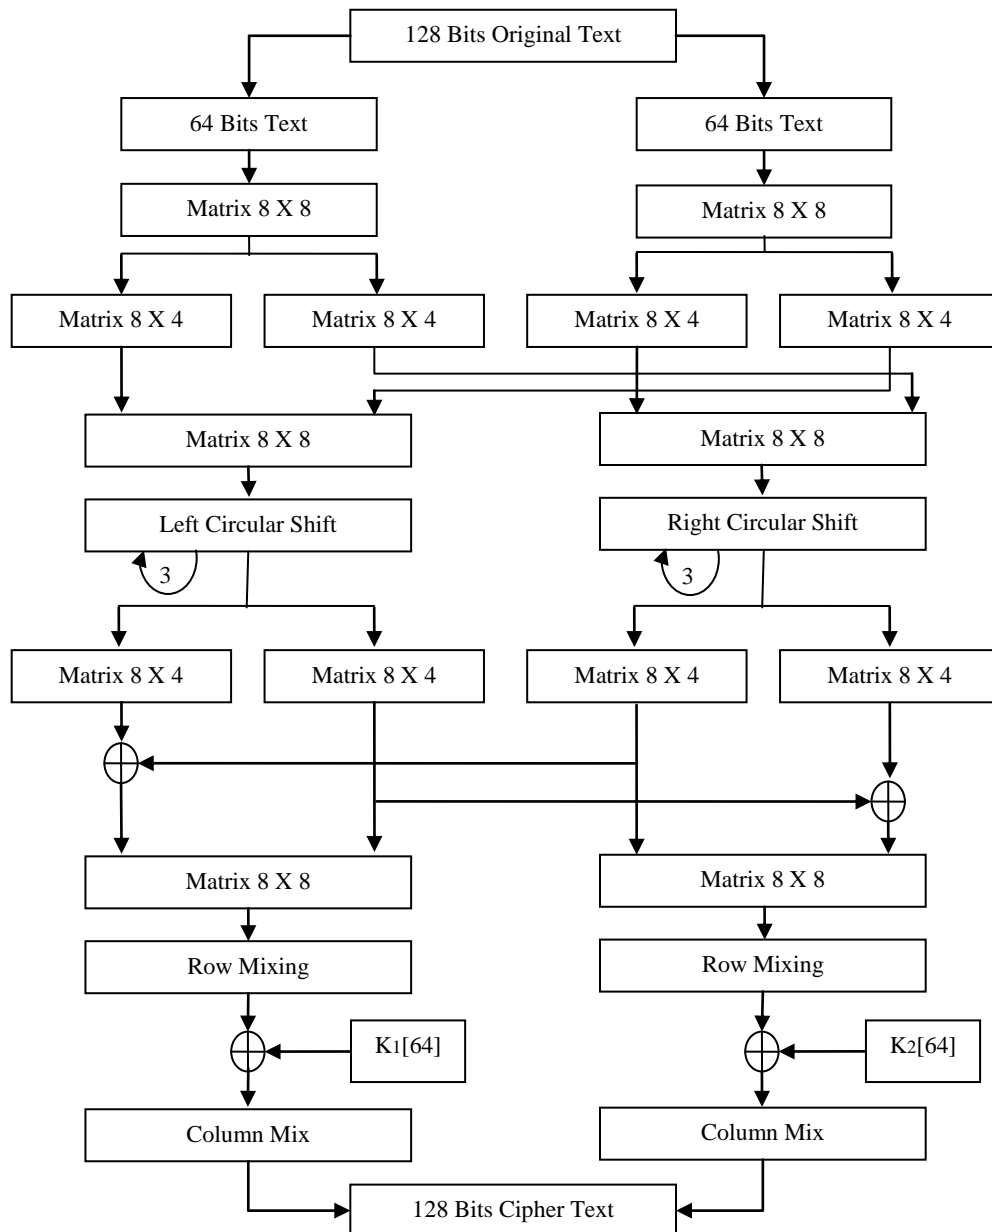 128 Bits Original Text
64 Bits Text
64 Bits Text
Matrix 8 X 8
Matrix 8 X 8
Matrix 8 X 4
Matrix 8 X 4
Matrix 8 X 4
Matrix 8 X 4
Matrix 8 X 8
Matrix 8 X 8
Left Circular Shift
Right Circular Shift
3
3
Matrix 8 X 4
Matrix 8 X 4
Matrix 8 X 4
Matrix 8 X 4
Matrix 8 X 8
Matrix 8 X 8
Row Mixing
Row Mixing
K1[64]
K2[64]
Column Mix
Column Mix
128 Bits Cipher Text